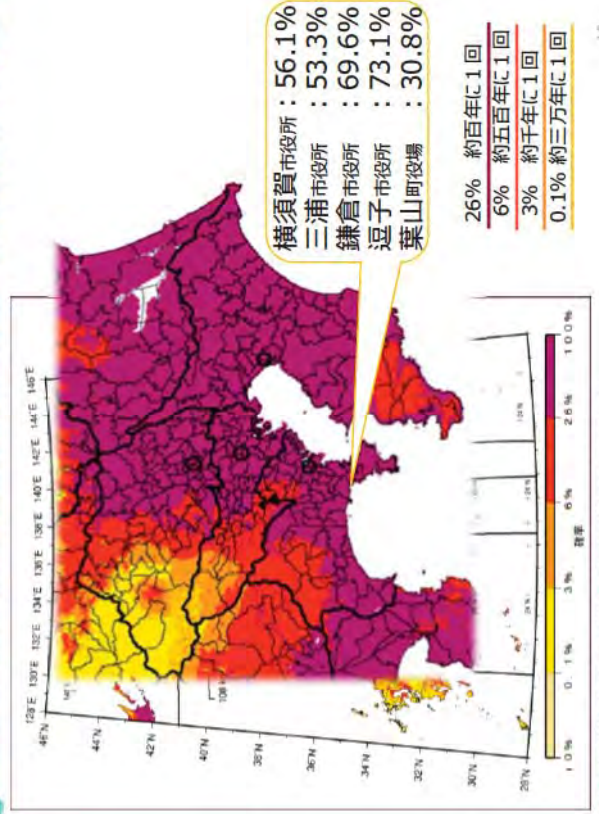 横須賀市役所：56.1%
三浦市役所：53.3%
鎌倉市役所：69.6%
逗子市役所：73.1%
葉山町役場：30.8%
26% 約百年に1回
6% 約五百年に1回
3% 約千年に1回
0.1% 約三万年に1回
128°E 130°E 132°E 134°E 136°E 138°E 140°E 142°E 144°E 146°E
46°N
44°N
42°N
40°N
38°N
36°N
34°N
32°N
30°N
28°N
0% 0.1% 3% 6% 26% 100%
確率